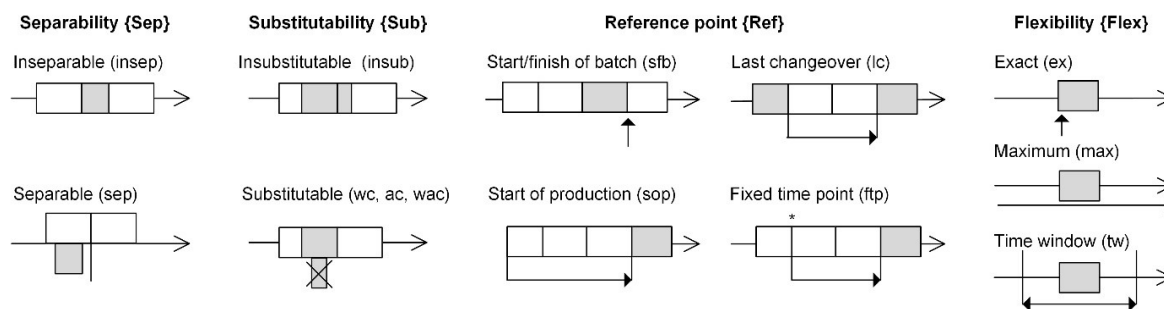 Separability {Sep}
Substitutability {Sub}
Reference point {Ref}
Flexibility {Flex}
Inseparable (insep)
Insubstitutable (insub)
Start/finish of batch (sfb)
Last changeover (lc)
Exact (ex)
Maximum (max)
Separable (sep)
Substitutable (wc, ac, wac)
Start of production (sop)
Fixed time point (ftp)
*
Time window (tw)